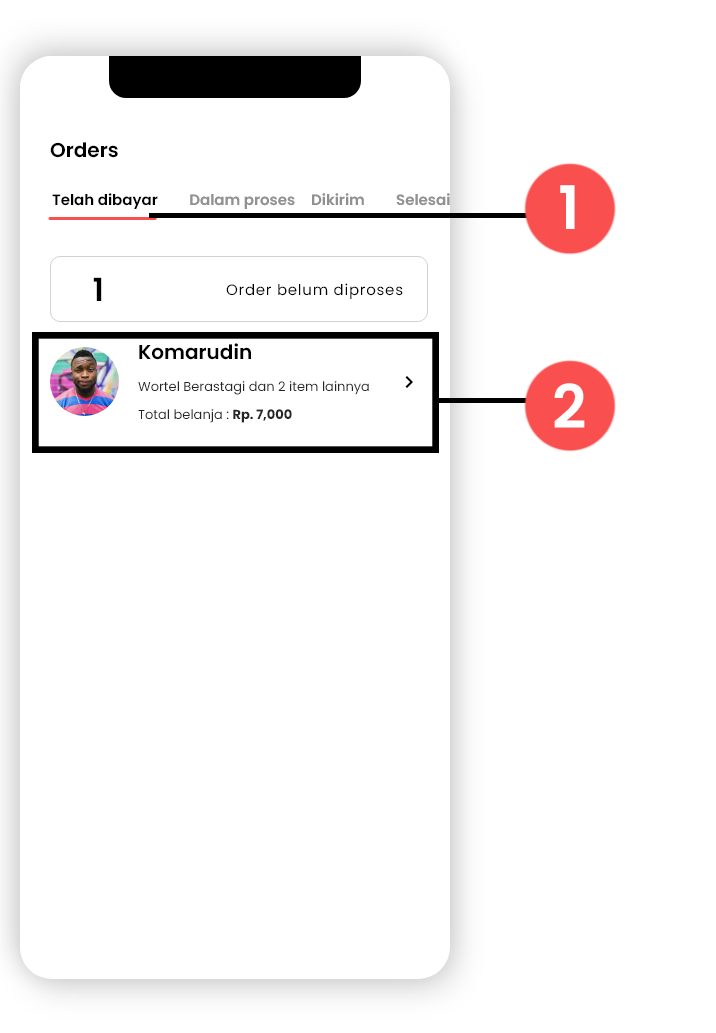 Orders
Telah dibayar Dalam proses Dikirim Selesai
1
1 Order belum diproses
Komarudin
Wortel Berastagi dan 2 item lainnya
Total belanja : Rp. 7,000
2